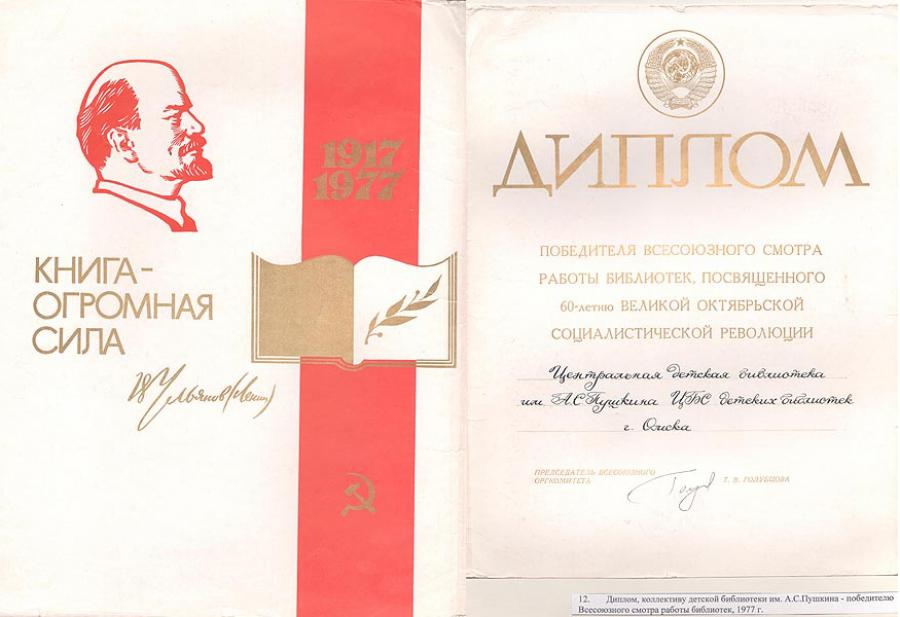 1917
1977
КНИГА-
ОГРОМНАЯ
СИЛА
В Ульянов (Ленин)
ДИПЛОМ
ПОБЕДИТЕЛЯ ВСЕСОЮЗНОГО СМОТРА
РАБОТЫ БИБЛИОТЕК, ПОСВЯЩЕННОГО
60-летию ВЕЛИКОЙ ОКТЯБРЬСКОЙ
СОЦИАЛИСТИЧЕСКОЙ РЕВОЛЮЦИИ
Центральная детская библиотека
им А.С Пушкина ЦБС детских библиотек
г. Омска
ПРЕДСЕДАТЕЛЬ ВСЕСОЮЗНОГО
ОРГКОМИТЕТА
Т. В. ГОЛУБЦОВА
12. Диплом, коллективу детской библиотеки им. А.С.Пушкина - победителю
Всесоюзного смотра работы библиотек, 1977 г.